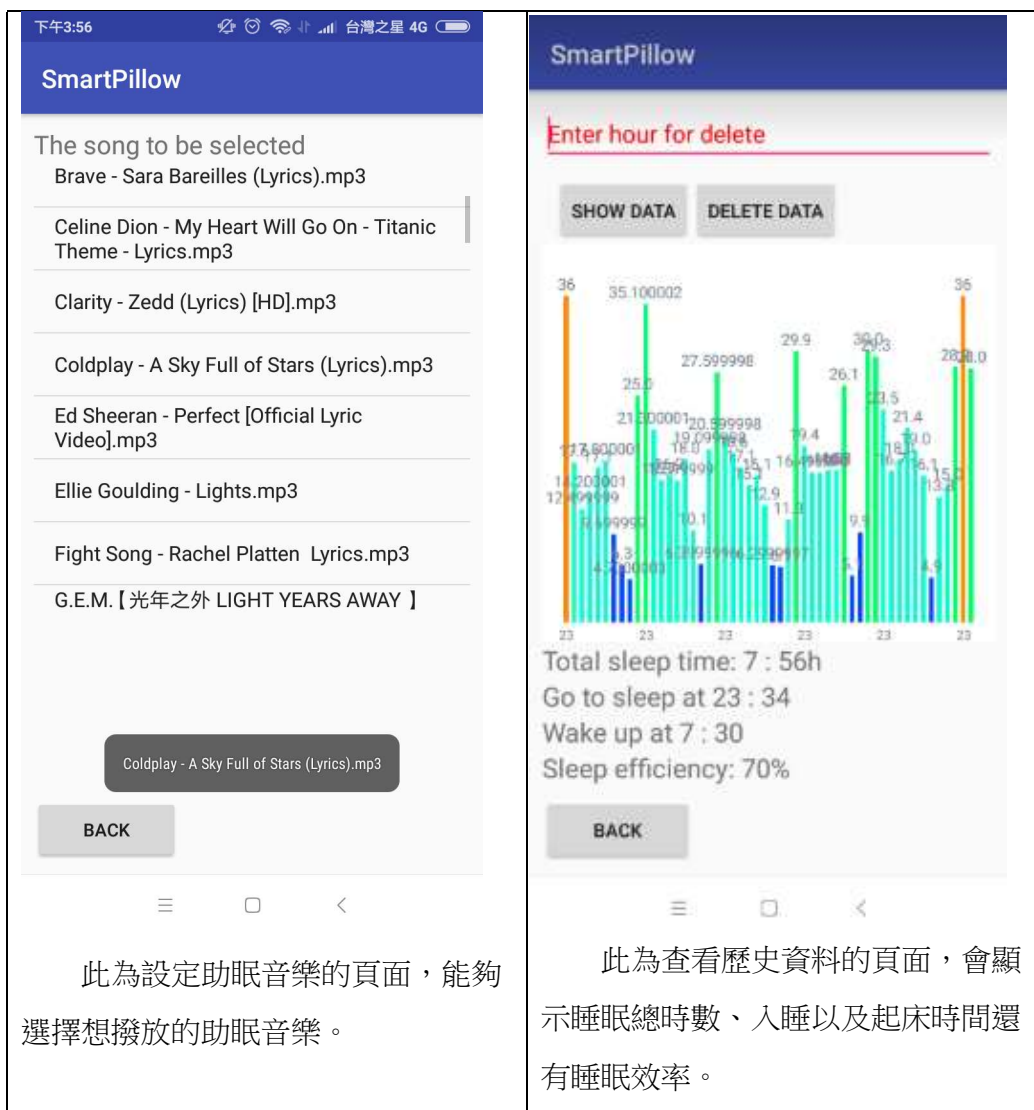 下午3:56
台灣之星 4G
SmartPillow
The song to be selected
Brave - Sara Bareilles (Lyrics).mp3
Celine Dion - My Heart Will Go On - Titanic
Theme - Lyrics.mp3
Clarity - Zedd (Lyrics) [HD].mp3
Coldplay - A Sky Full of Stars (Lyrics).mp3
Ed Sheeran - Perfect [Official Lyric
Video].mp3
Ellie Goulding - Lights.mp3
Fight Song - Rachel Platten  Lyrics.mp3
G.E.M.【光年之外 LIGHT YEARS AWAY 】
Coldplay - A Sky Full of Stars (Lyrics).mp3
BACK
此為設定助眠音樂的頁面，能夠
選擇想撥放的助眠音樂。
SmartPillow
Enter hour for delete
SHOW DATA DELETE DATA
36 35.100002 36
29.9
27.599998
26.1
25.0
23.5
21.4
19.4
12.9
10.1
9.9
4.9
23 23 23 23 23 23
Total sleep time: 7 : 56h
Go to sleep at 23 : 34
Wake up at 7 : 30
Sleep efficiency: 70%
BACK
此為查看歷史資料的頁面，會顯
示睡眠總時數、入睡以及起床時間還
有睡眠效率。